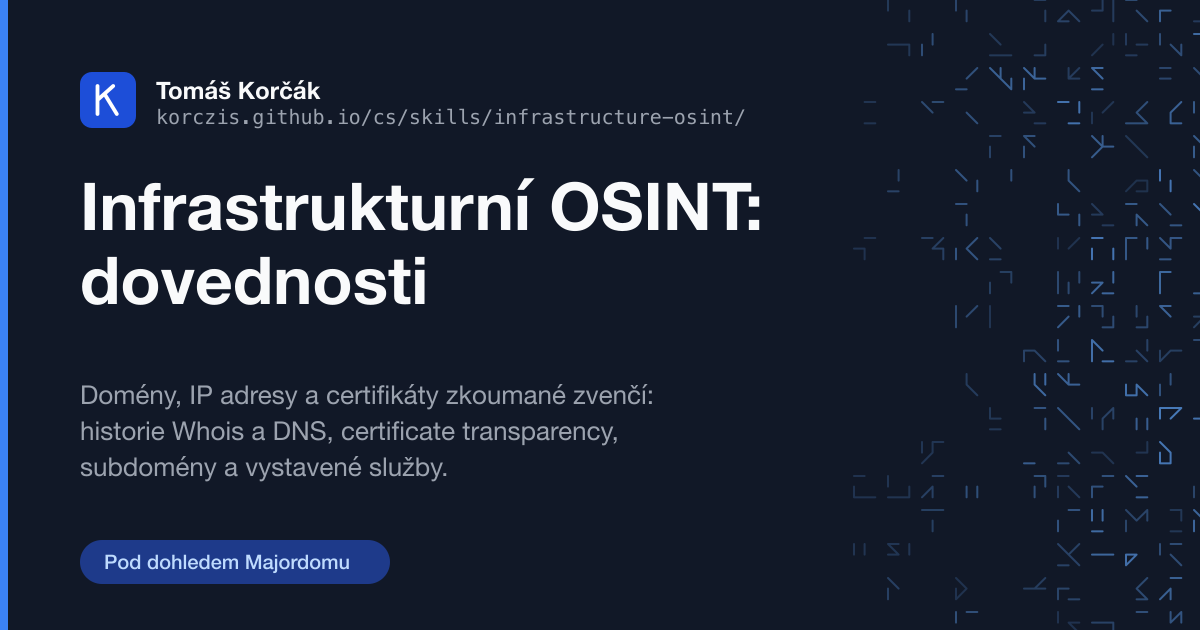 K
Tomáš Korčák
korczis.github.io/cs/skills/infrastructure-osint/
Infrastrukturní OSINT:
dovednosti
Domény, IP adresy a certifikáty zkoumané zvenčí:
historie Whois a DNS, certificate transparency,
subdomény a vystavené služby.
Pod dohledem Majordomu